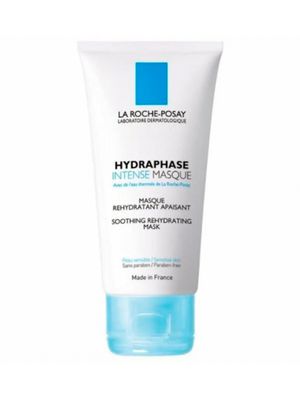 LA ROCHE-POSAY
LABORATOIRE DERMATOLOGIQUE
HYDRAPHASE
INTENSE MASQUE
Avec de l'eau thermale de La Roche-Posay
MASQUE
REHYDRATANT APAISANT
SOOTHING REHYDRATING
MASK
Peau sensible / Sensitive skin
Sans paraben / Paraben-free
Made in France